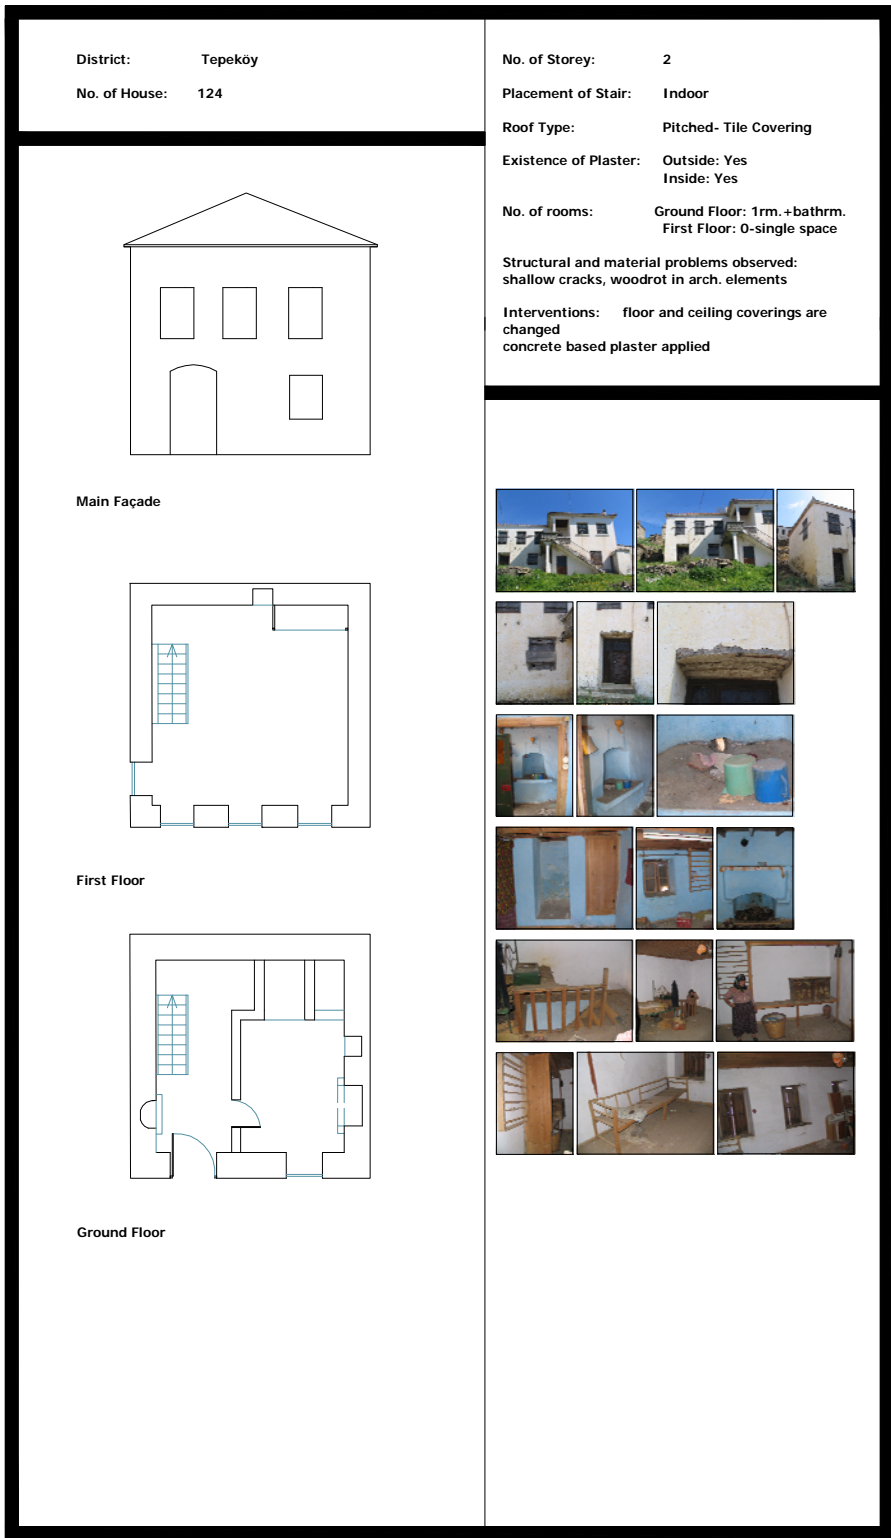 District: Tepeköy
No. of House: 124
No. of Storey: 2
Placement of Stair: Indoor
Roof Type: Pitched- Tile Covering
Existence of Plaster: Outside: Yes
Inside: Yes
No. of rooms: Ground Floor: 1rm.+bathrm.
First Floor: 0-single space
Structural and material problems observed:
shallow cracks, woodrot in arch. elements
Interventions: floor and ceiling coverings are
changed
concrete based plaster applied
Main Façade
First Floor
Ground Floor